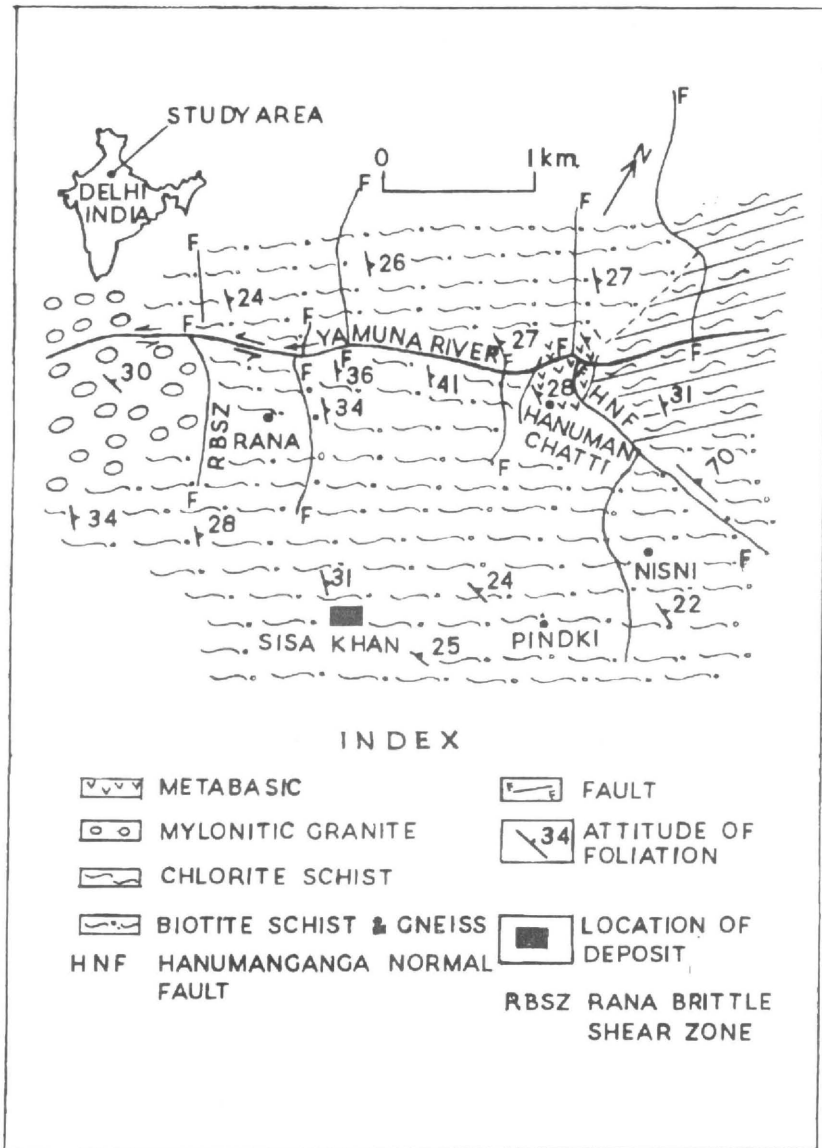 STUDY AREA
DELHI
INDIA
0 1 km.
N
F
F
F
F
26
27
24
F
YAMUNA RIVER
27
F
F
F
F
F
30
36
41
28
HNF
31
34
RBSZ
RANA
HANUMAN
CHATTI
F
70
F
F
34
28
NISNI
F
31
24
22
SISA KHAN
25
PINDKI
INDEX
METABASIC
MYLONITIC GRANITE
CHLORITE SCHIST
BIOTITE SCHIST & GNEISS
HNF HANUMANGANGA NORMAL
FAULT
F F FAULT
34 ATTITUDE OF
FOLIATION
LOCATION OF
DEPOSIT
RBSZ RANA BRITTLE
SHEAR ZONE